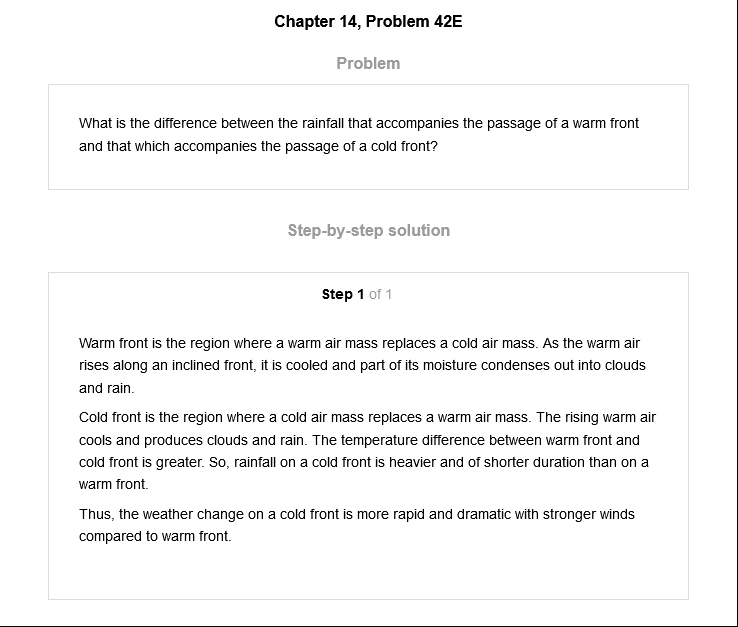 Chapter 14, Problem 42E
Problem
What is the difference between the rainfall that accompanies the passage of a warm front
and that which accompanies the passage of a cold front?
Step-by-step solution
Step 1 of 1
Warm front is the region where a warm air mass replaces a cold air mass. As the warm air
rises along an inclined front, it is cooled and part of its moisture condenses out into clouds
and rain.
Cold front is the region where a cold air mass replaces a warm air mass. The rising warm air
cools and produces clouds and rain. The temperature difference between warm front and
cold front is greater. So, rainfall on a cold front is heavier and of shorter duration than on a
warm front.
Thus, the weather change on a cold front is more rapid and dramatic with stronger winds
compared to warm front.